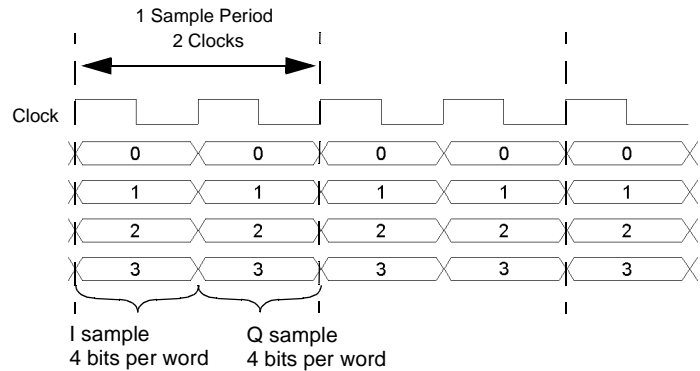 1 Sample Period
2 Clocks
Clock
0 0 0 0 0
1 1 1 1 1
2 2 2 2 2
3 3 3 3 3
I sample
4 bits per word
Q sample
4 bits per word